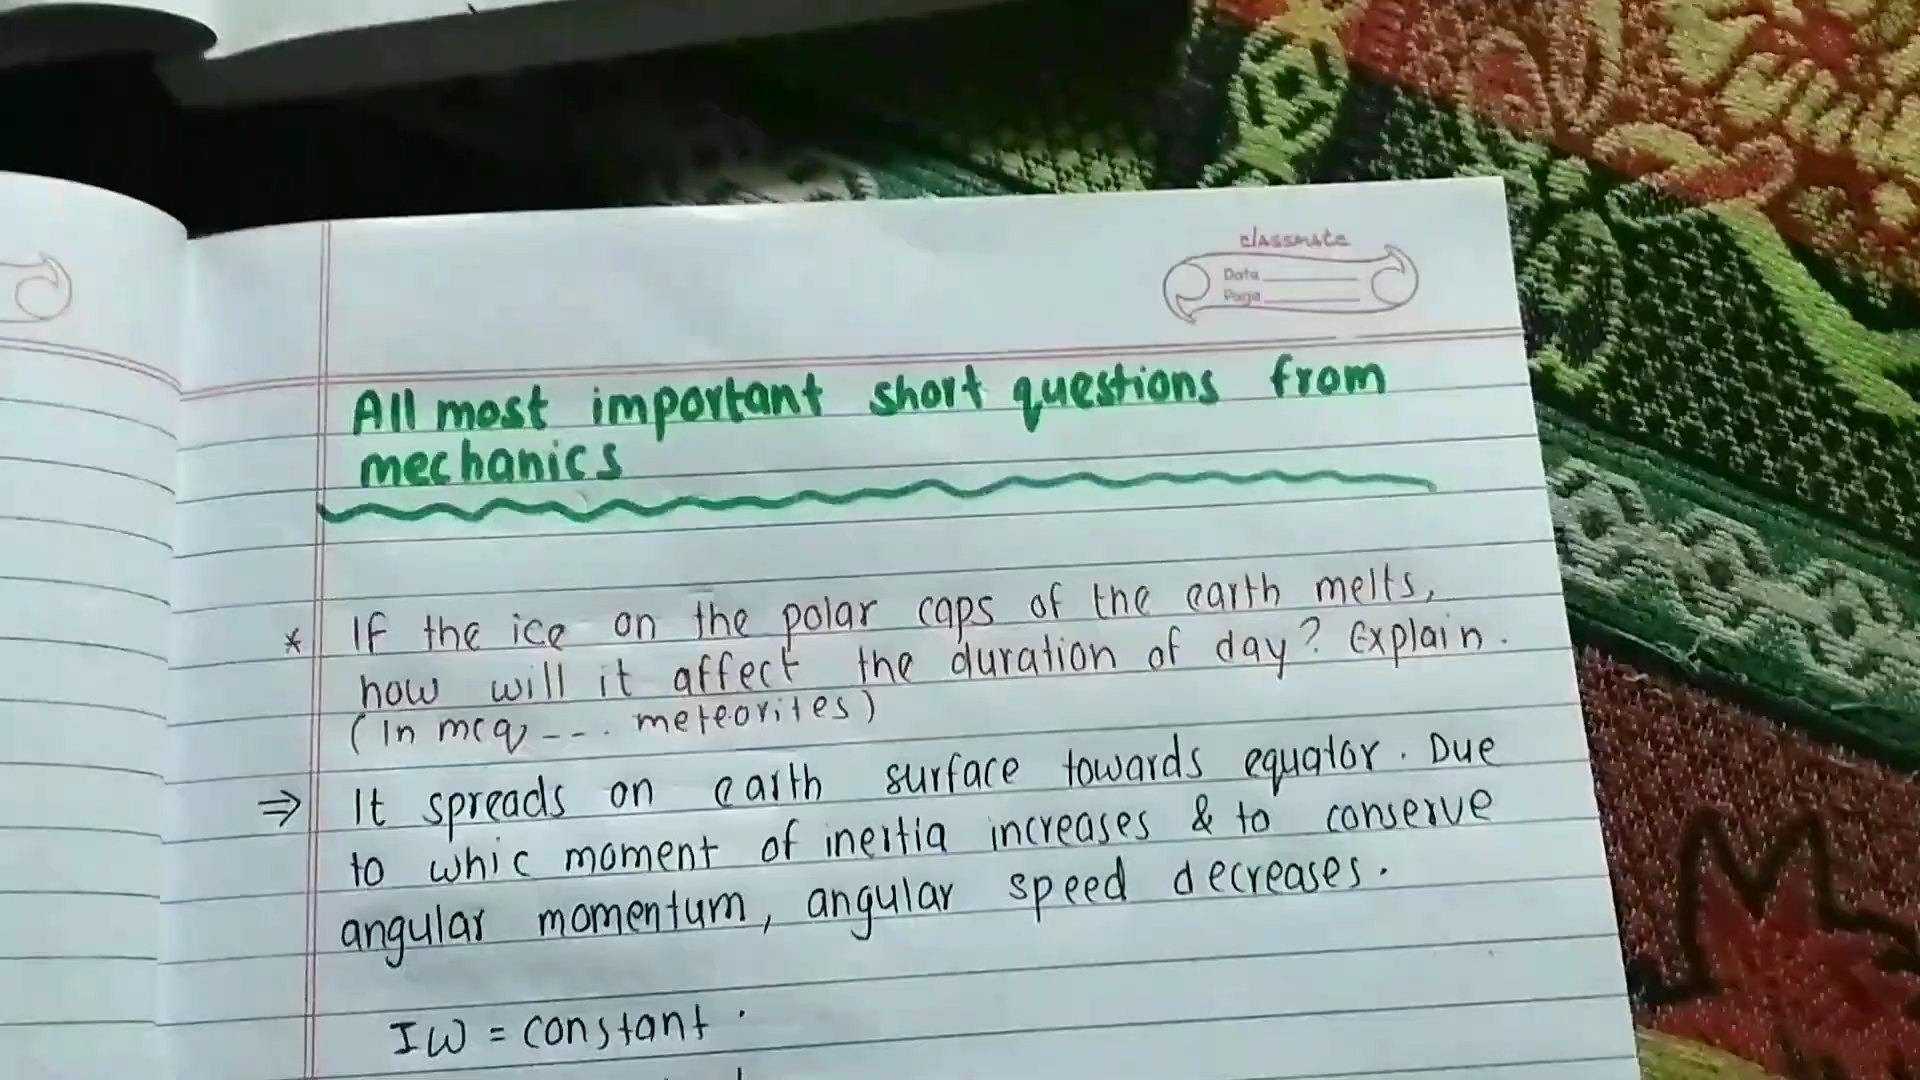 classmate
Date
Page
All most important short questions from
mechanics
* If the ice on the polar caps of the earth melts,
how will it affect the duration of day? Explain.
(In mcq --- . meteorites)
⇒ It spreads on earth surface towards equator. Due
to whic moment of inertia increases & to conserve
angular momentum, angular speed decreases.
Iω = constant.